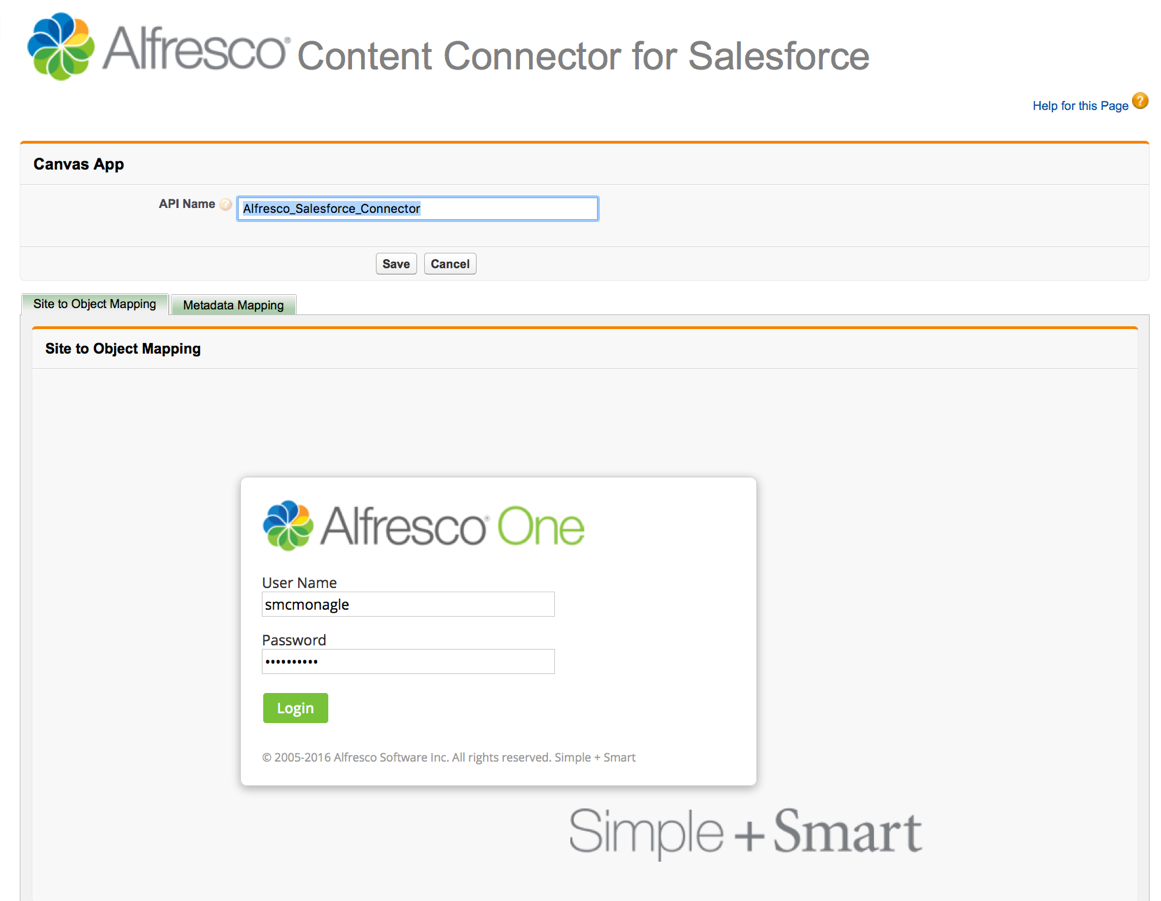 Alfresco® Content Connector for Salesforce
Help for this Page ?
Canvas App
API Name Alfresco_Salesforce_Connector
Save Cancel
Site to Object Mapping Metadata Mapping
Site to Object Mapping
Alfresco® One
User Name
smcmonagle
Password
••••••••••
Login
© 2005-2016 Alfresco Software Inc. All rights reserved. Simple + Smart
Simple + Smart